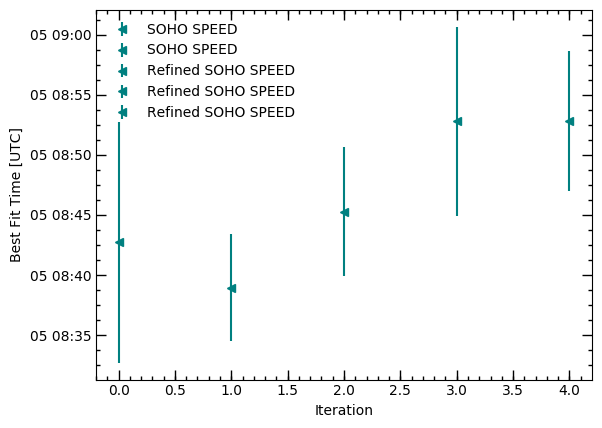 SOHO SPEED
SOHO SPEED
Refined SOHO SPEED
Refined SOHO SPEED
Refined SOHO SPEED
05 09:00
05 08:55
05 08:50
05 08:45
05 08:40
05 08:35
Best Fit Time [UTC]
0.0 0.5 1.0 1.5 2.0 2.5 3.0 3.5 4.0
Iteration